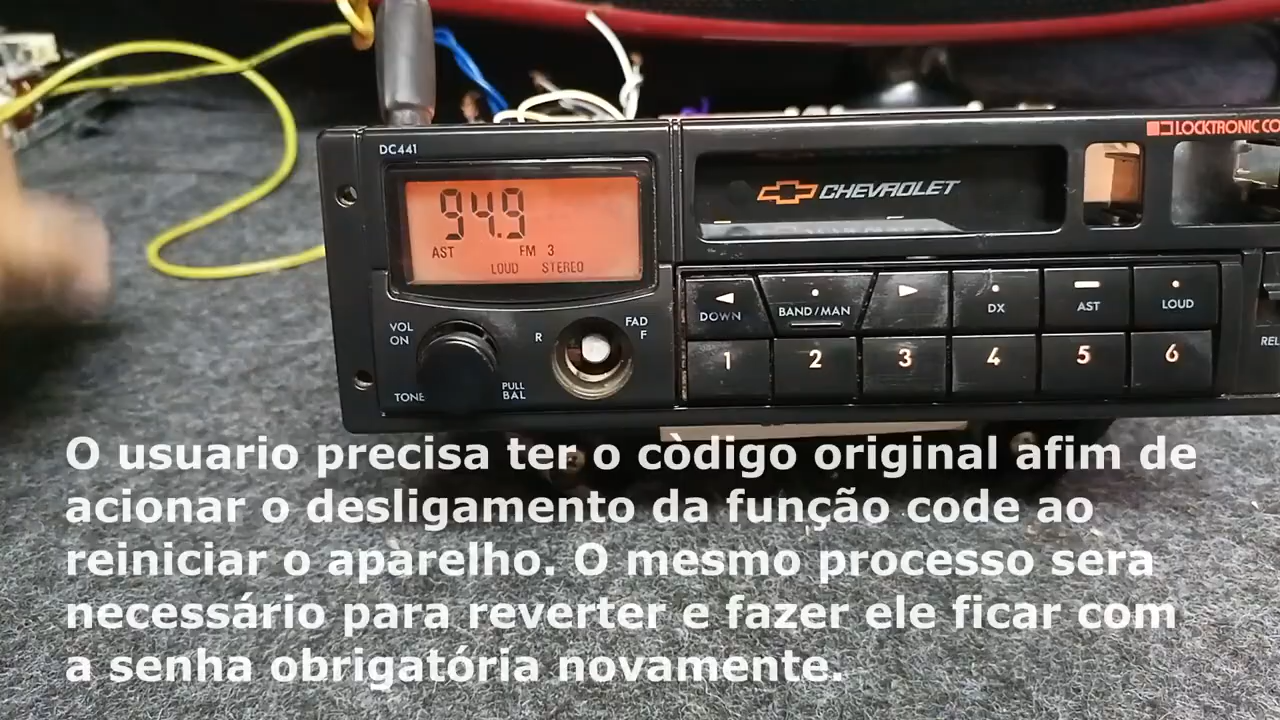 DC441
LOCKTRONIC CO
CHEVROLET
94.9
AST FM 3
LOUD STEREO
VOL
ON
TONE
PULL
BAL
FAD
R F
DOWN
BAND/MAN
DX
AST
LOUD
1 2 3 4 5 6
REL
O usuario precisa ter o còdigo original afim de
acionar o desligamento da função code ao
reiniciar o aparelho. O mesmo processo sera
necessário para reverter e fazer ele ficar com
a senha obrigatória novamente.